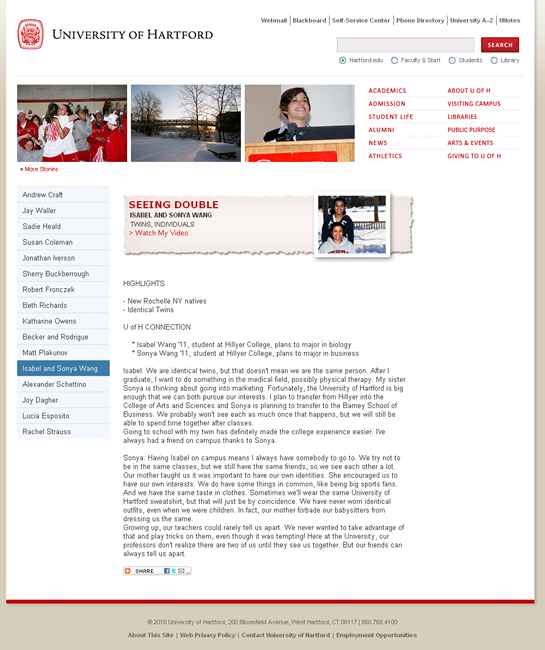 Webmail | Blackboard | Self-Service Center | Phone Directory | University A-Z | UNotes
UNIVERSITY OF HARTFORD
SEARCH
Hartford.edu Faculty & Staff Students Library
ACADEMICS ABOUT U OF H
ADMISSION VISITING CAMPUS
STUDENT LIFE LIBRARIES
ALUMNI PUBLIC PURPOSE
NEWS ARTS & EVENTS
ATHLETICS GIVING TO U OF H
» More Stories
Andrew Craft
Jay Waller
Sadie Heald
Susan Coleman
Jonathan Iverson
Sherry Buckberrough
Robert Fronczek
Beth Richards
Katharine Owens
Becker and Rodrigue
Matt Plakunov
Isabel and Sonya Wang
Alexander Schettino
Joy Dagher
Lucia Esposito
Rachel Strauss
SEEING DOUBLE
ISABEL AND SONYA WANG
TWINS, INDIVIDUALS
> Watch My Video
HIGHLIGHTS
- New Rochelle NY natives
- Identical Twins
U of H CONNECTION
* Isabel Wang '11, student at Hillyer College, plans to major in biology
* Sonya Wang '11, student at Hillyer College, plans to major in business
Isabel: We are identical twins, but that doesn't mean we are the same person. After I
graduate, I want to do something in the medical field, possibly physical therapy. My sister
Sonya is thinking about going into marketing. Fortunately, the University of Hartford is big
enough that we can both pursue our interests. I plan to transfer from Hillyer into the
College of Arts and Sciences and Sonya is planning to transfer to the Barney School of
Business. We probably won't see each as much once that happens, but we will still be
able to spend time together after classes.
Going to school with my twin has definitely made the college experience easier. I've
always had a friend on campus thanks to Sonya.
Sonya: Having Isabel on campus means I always have somebody to go to. We try not to
be in the same classes, but we still have the same friends, so we see each other a lot.
Our mother taught us it was important to have our own identities. She encouraged us to
have our own interests. We do have some things in common, like being big sports fans.
And we have the same taste in clothes. Sometimes we'll wear the same University of
Hartford sweatshirt, but that will just be by coincidence. We have never worn identical
outfits, even when we were children. In fact, our mother forbade our babysitters from
dressing us the same.
Growing up, our teachers could rarely tell us apart. We never wanted to take advantage of
that and play tricks on them, even though it was tempting! Here at the University, our
professors don't realize there are two of us until they see us together. But our friends can
always tell us apart.
SHARE
© 2010 University of Hartford, 200 Bloomfield Avenue, West Hartford, CT 06117 | 860.768.4100
About This Site | Web Privacy Policy | Contact University of Hartford | Employment Opportunities